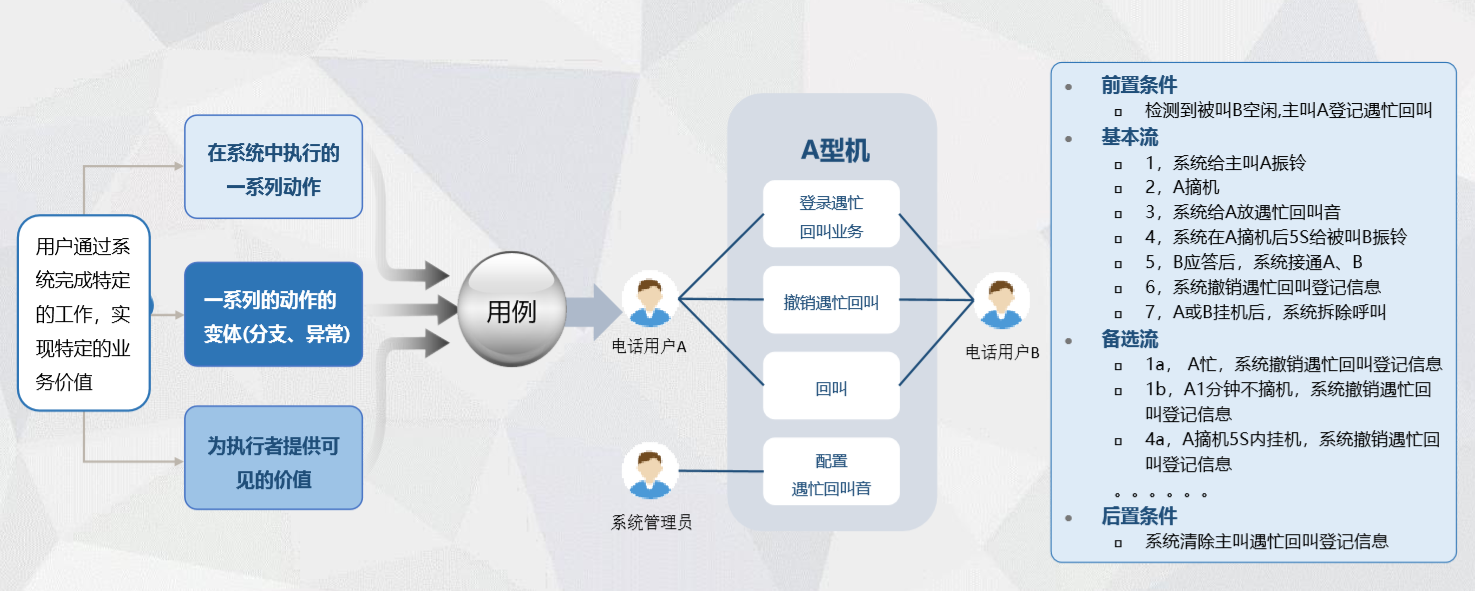 用户通过系
统完成特定
的工作，实
现特定的业
务价值
在系统中执行的
一系列动作
一系列的动作的
变体(分支、异常)
为执行者提供可
见的价值
用例
电话用户A
系统管理员
A型机
登录遇忙
回叫业务
撤销遇忙回叫
回叫
配置
遇忙回叫音
电话用户B
前置条件
检测到被叫B空闲,主叫A登记遇忙回叫
基本流
1，系统给主叫A振铃
2，A摘机
3，系统给A放遇忙回叫音
4，系统在A摘机后5S给被叫B振铃
5，B应答后，系统接通A、B
6，系统撤销遇忙回叫登记信息
7，A或B挂机后，系统拆除呼叫
备选流
1a， A忙，系统撤销遇忙回叫登记信息
1b，A1分钟不摘机，系统撤销遇忙回
叫登记信息
4a，A摘机5S内挂机，系统撤销遇忙回
叫登记信息
。。。。。。
后置条件
系统清除主叫遇忙回叫登记信息